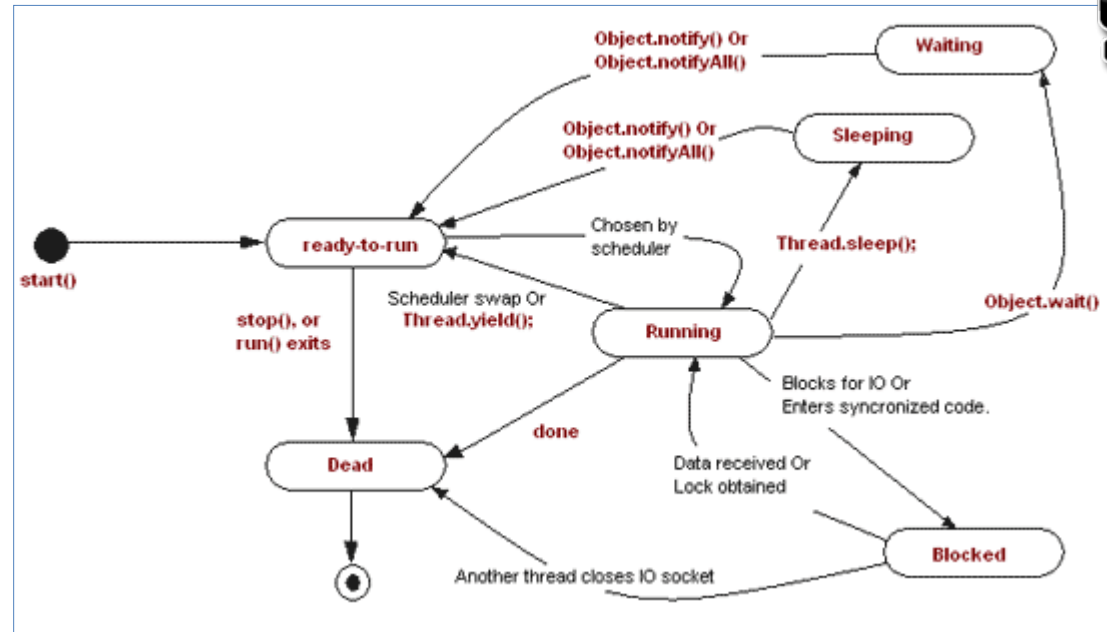 Object.notify() Or
Object.notifyAll()
Waiting
Object.notify() Or
Object.notifyAll()
Sleeping
start()
ready-to-run
Chosen by
scheduler
Thread.sleep();
Object.wait()
Scheduler swap Or
Thread.yield();
stop(), or
run() exits
Running
Blocks for IO Or
Enters syncronized code.
done
Dead
Data received Or
Lock obtained
Blocked
Another thread closes IO socket